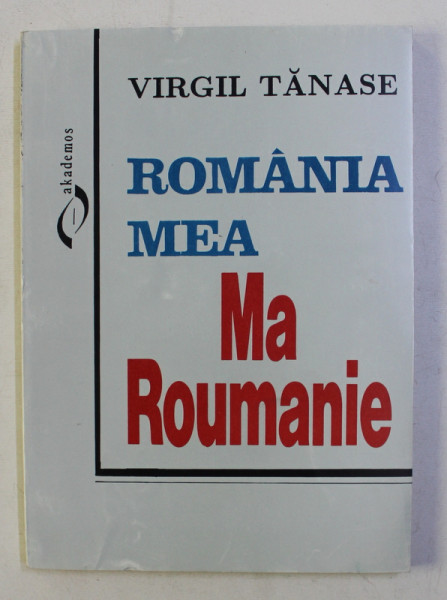 VIRGIL TĂNASE
akademos
ROMÂNIA
MEA
Ma
Roumanie